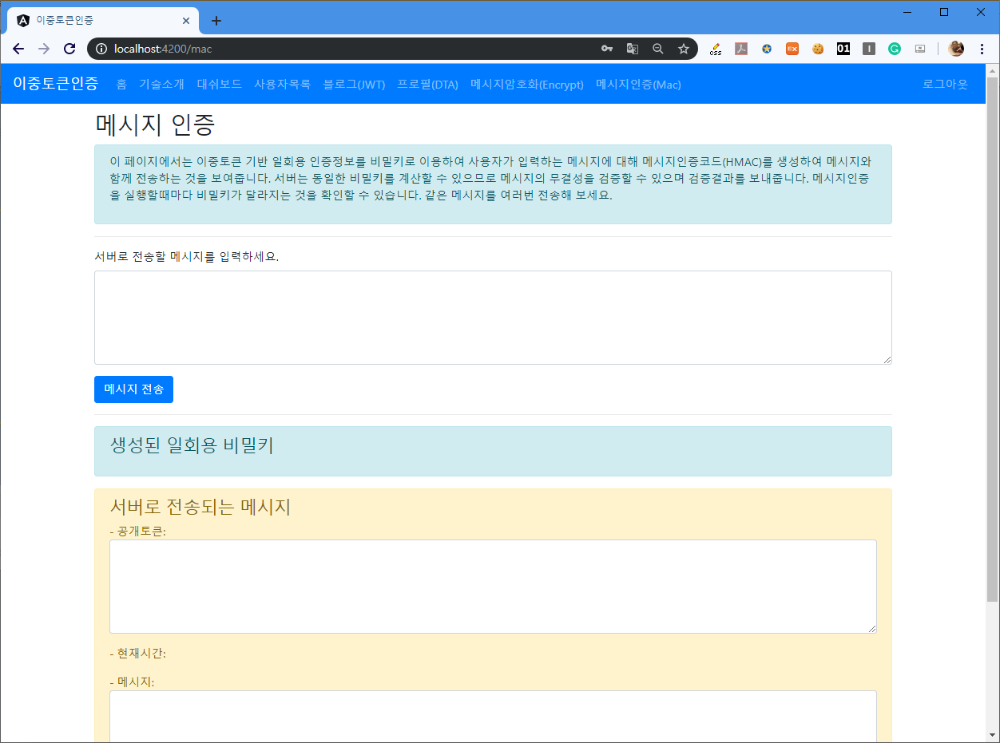 이중토큰인증
localhost:4200/mac
css
EX
01
I
G
이중토큰인증 홈 기술소개 대쉬보드 사용자목록 블로그(JWT) 프로필(DTA) 메시지암호화(Encrypt) 메시지인증(Mac) 로그아웃
메시지 인증
이 페이지에서는 이중토큰 기반 일회용 인증정보를 비밀키로 이용하여 사용자가 입력하는 메시지에 대해 메시지인증코드(HMAC)를 생성하여 메시지와
함께 전송하는 것을 보여줍니다. 서버는 동일한 비밀키를 계산할 수 있으므로 메시지의 무결성을 검증할 수 있으며 검증결과를 보내줍니다. 메시지인증
을 실행할때마다 비밀키가 달라지는 것을 확인할 수 있습니다. 같은 메시지를 여러번 전송해 보세요.
서버로 전송할 메시지를 입력하세요.
메시지 전송
생성된 일회용 비밀키
서버로 전송되는 메시지
- 공개토큰:
- 현재시간:
- 메시지: